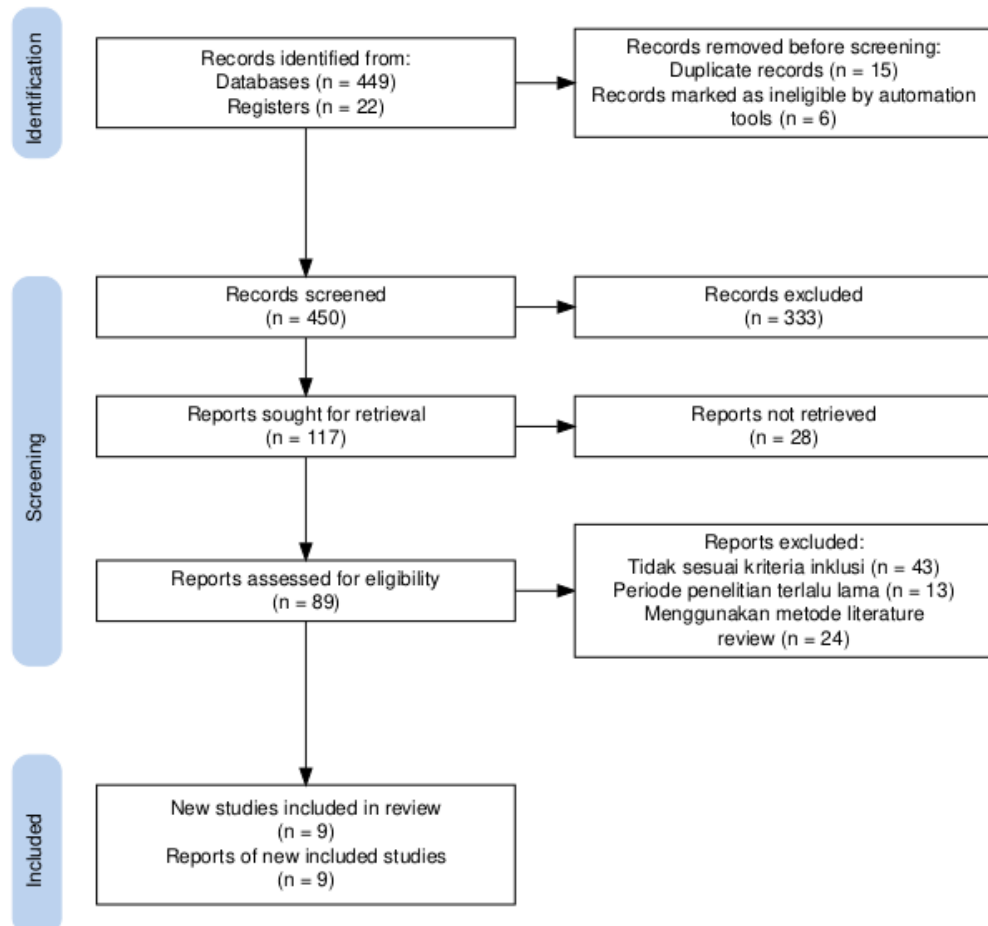 Identification
Records identified from:
Databases (n = 449)
Registers (n = 22)
Records removed before screening:
Duplicate records (n = 15)
Records marked as ineligible by automation
tools (n = 6)
Screening
Records screened
(n = 450)
Records excluded
(n = 333)
Reports sought for retrieval
(n = 117)
Reports not retrieved
(n = 28)
Reports assessed for eligibility
(n = 89)
Reports excluded:
Tidak sesuai kriteria inklusi (n = 43)
Periode penelitian terlalu lama (n = 13)
Menggunakan metode literature
review (n = 24)
Included
New studies included in review
(n = 9)
Reports of new included studies
(n = 9)